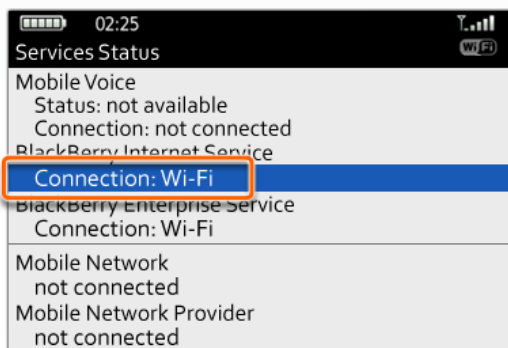 02:25
Services Status
WiFi
Mobile Voice
Status: not available
Connection: not connected
BlackBerry Internet Service
Connection: Wi-Fi
BlackBerry Enterprise Service
Connection: Wi-Fi
Mobile Network
not connected
Mobile Network Provider
not connected